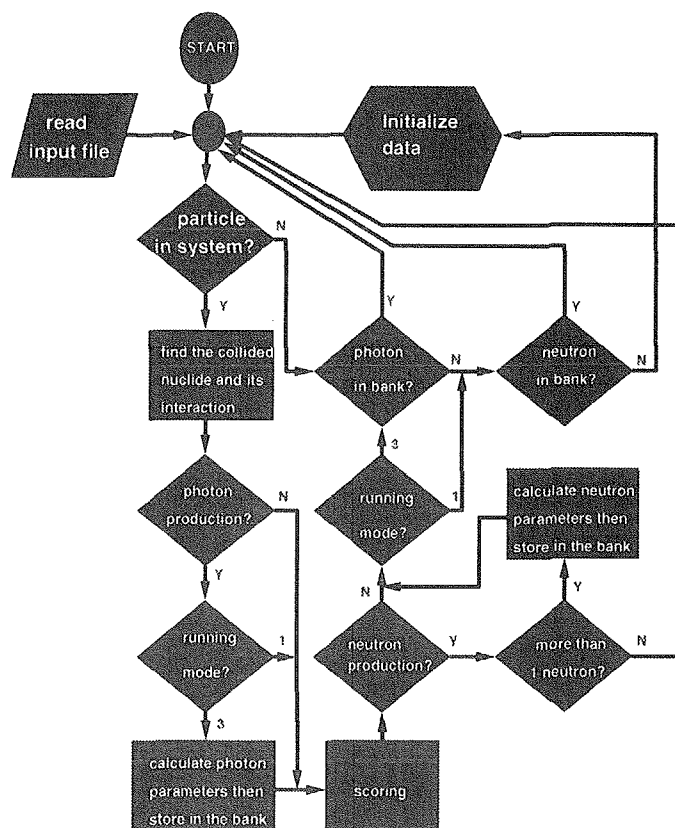 START
read
input file
Initialize
data
particle
in system?
N
Y
find the collided
nuclide and its
interaction
photon
in bank?
Y
N
neutron
in bank?
Y
N
photon
production?
N
Y
3
running
mode?
1
calculate neutron
parameters then
store in the bank
running
mode?
1
3
N
neutron
production?
Y
Y
more than
1 neutron?
N
calculate photon
parameters then
store in the bank
scoring